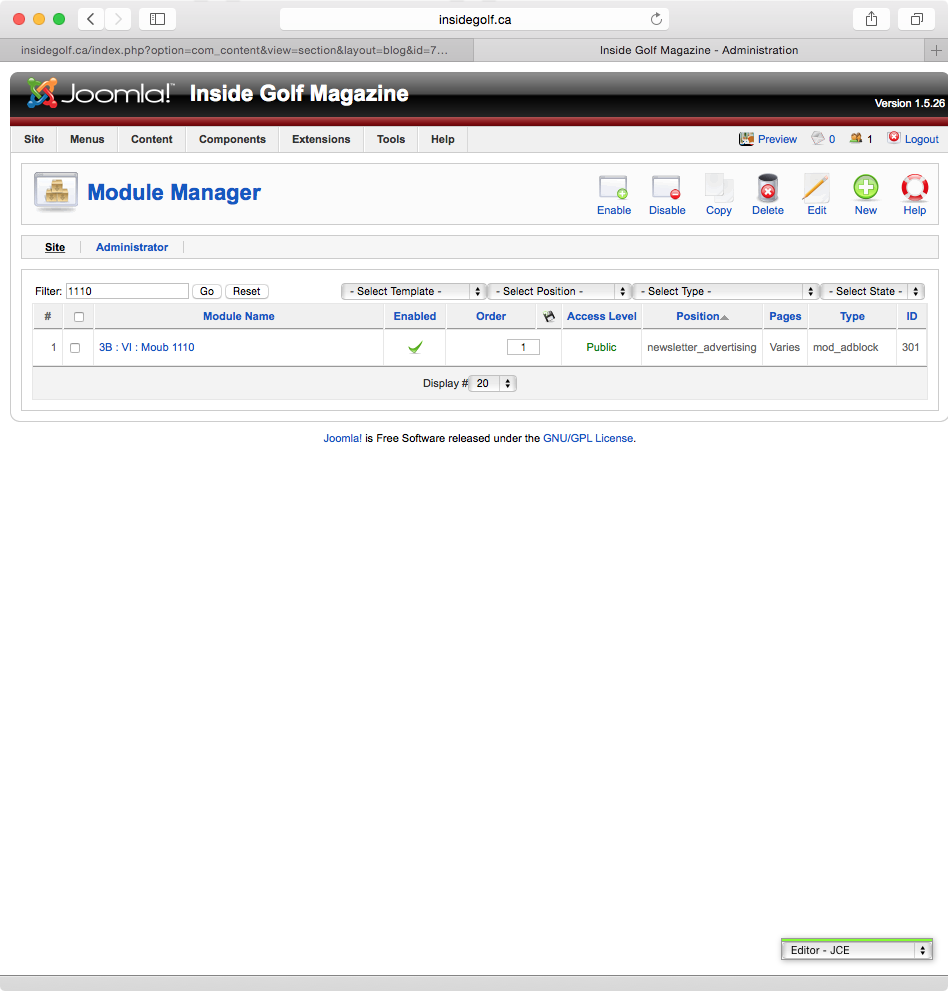 insidegolf.ca
insidegolf.ca/index.php?option=com_content&view=section&layout=blog&id=7... Inside Golf Magazine - Administration
Joomla!™ Inside Golf Magazine
Version 1.5.26
Site Menus Content Components Extensions Tools Help Preview 0 1 Logout
Module Manager
Enable Disable Copy Delete Edit New Help
Site Administrator
Filter: 1110 Go Reset - Select Template - - Select Position - - Select Type - - Select State -
# Module Name Enabled Order Access Level Position Pages Type ID
1 3B : VI : Moub 1110 1 Public newsletter_advertising Varies mod_adblock 301
Display # 20
Joomla! is Free Software released under the GNU/GPL License.
Editor - JCE